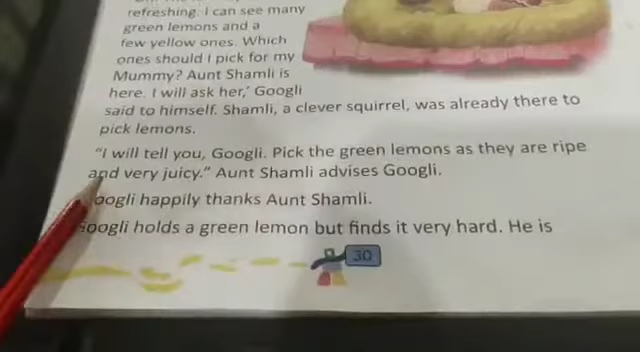 refreshing. I can see many
green lemons and a
few yellow ones. Which
ones should I pick for my
Mummy? Aunt Shamli is
here. I will ask her,' Googli
said to himself. Shamli, a clever squirrel, was already there to
pick lemons.
"I will tell you, Googli. Pick the green lemons as they are ripe
and very juicy." Aunt Shamli advises Googli.
oogli happily thanks Aunt Shamli.
Googli holds a green lemon but finds it very hard. He is
30